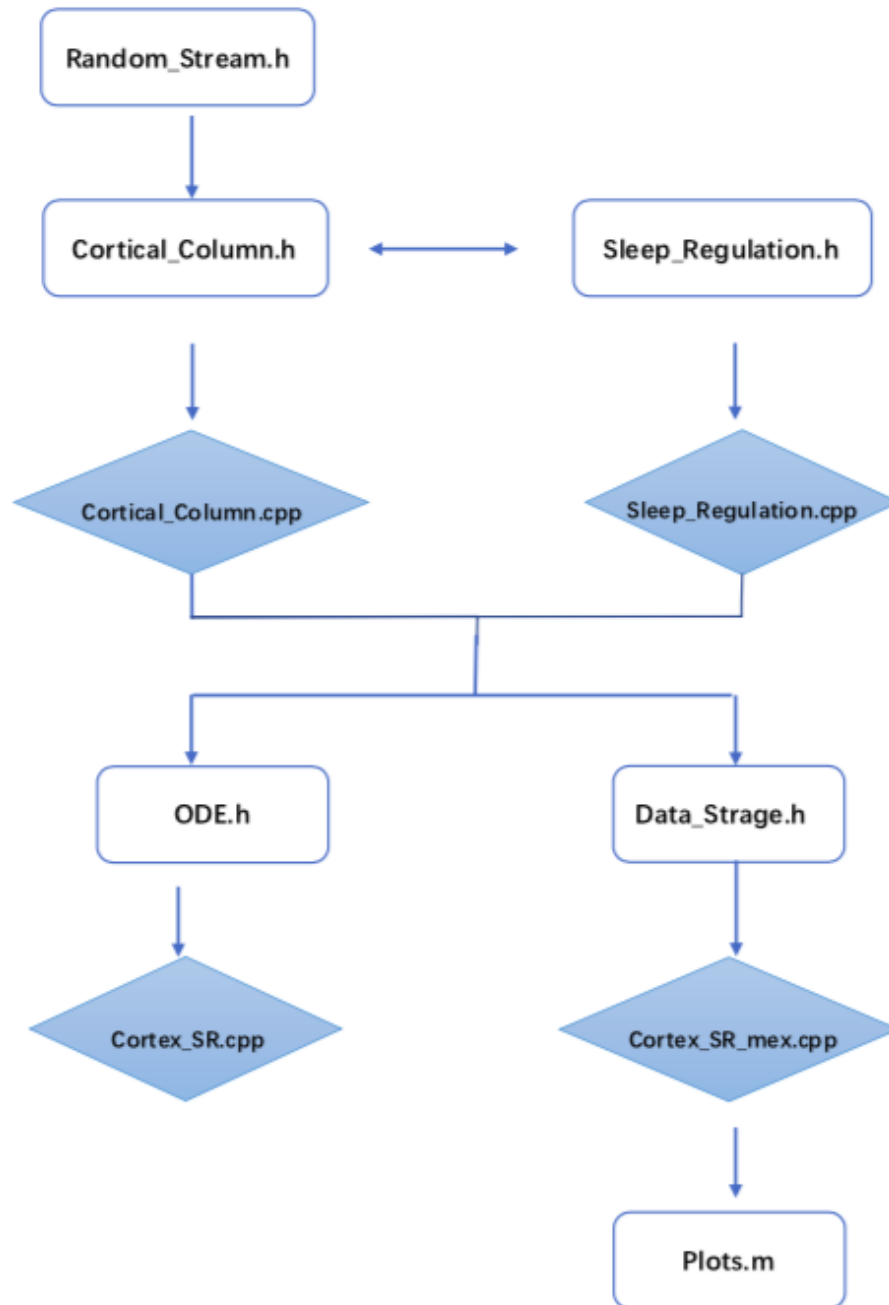 Random_Stream.h
Cortical_Column.h
Sleep_Regulation.h
Cortical_Column.cpp
Sleep_Regulation.cpp
ODE.h
Data_Strage.h
Cortex_SR.cpp
Cortex_SR_mex.cpp
Plots.m